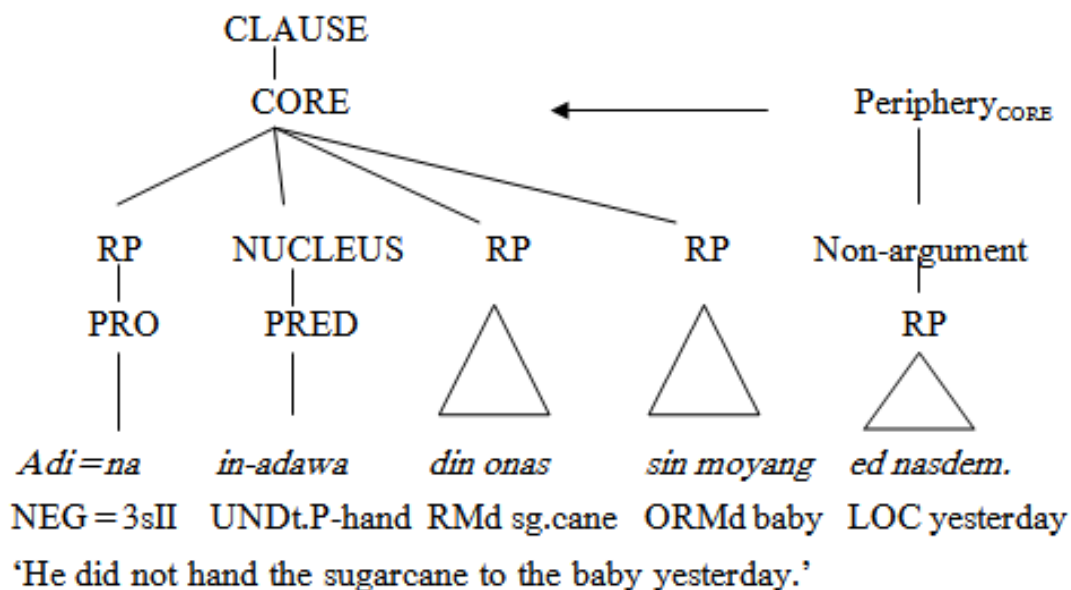 CLAUSE
CORE Periphery CORE
RP NUCLEUS RP RP Non-argument
PRO PRED RP
Adi=na in-adawa din onas sin moyang ed nasdem.
NEG=3sII UNDt.P-hand RMd sg.cane ORMd baby LOC yesterday
‘He did not hand the sugarcane to the baby yesterday.’